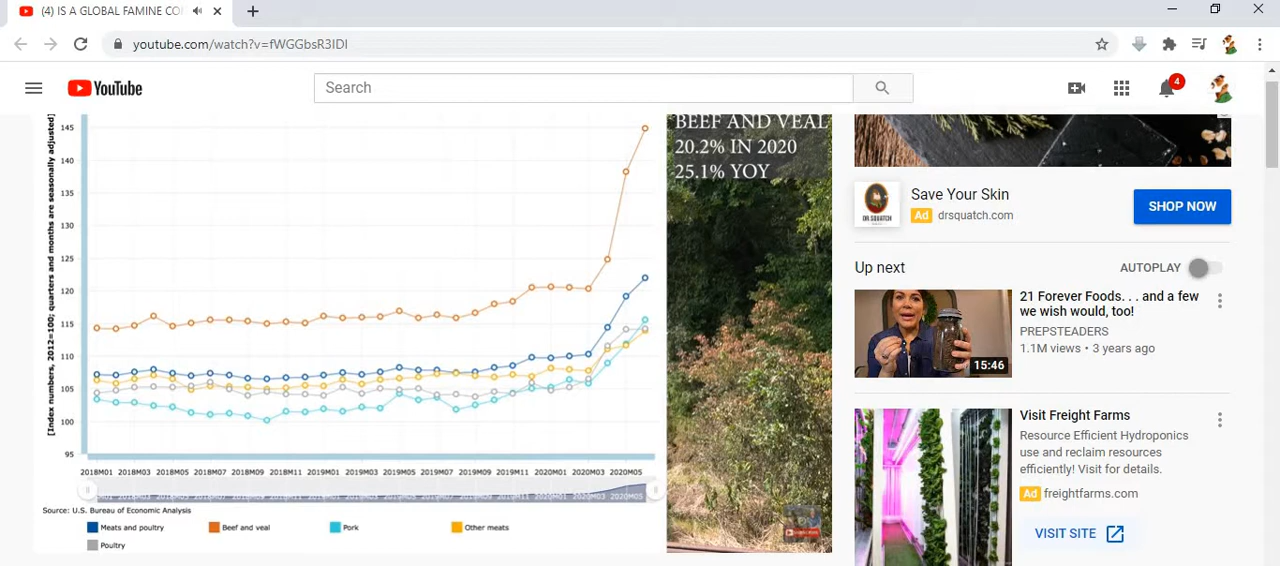 (4) IS A GLOBAL FAMINE CO
youtube.com/watch?v=fWGGbsR3IDI
YouTube
Search
4
[Index numbers, 2012=100; quarters and months are seasonally adjusted]
145
140
135
130
125
120
115
110
105
100
95
2018M01 2018M03 2018M05 2018M07 2018M09 2018M11 2019M01 2019M03 2019M05 2019M07 2019M09 2019M11 2020M01 2020M03 2020M05
Source: U.S. Bureau of Economic Analysis
Meats and poultry
Beef and veal
Pork
Other meats
Poultry
BEEF AND VEAL
20.2% IN 2020
25.1% YOY
SUBSCRIBE
DR. SQUATCH
Save Your Skin
Ad drsquatch.com
SHOP NOW
Up next
AUTOPLAY
15:46
21 Forever Foods. . . and a few
we wish would, too!
PREPSTEADERS
1.1M views • 3 years ago
Visit Freight Farms
Resource Efficient Hydroponics
use and reclaim resources
efficiently! Visit for details.
Ad freightfarms.com
VISIT SITE